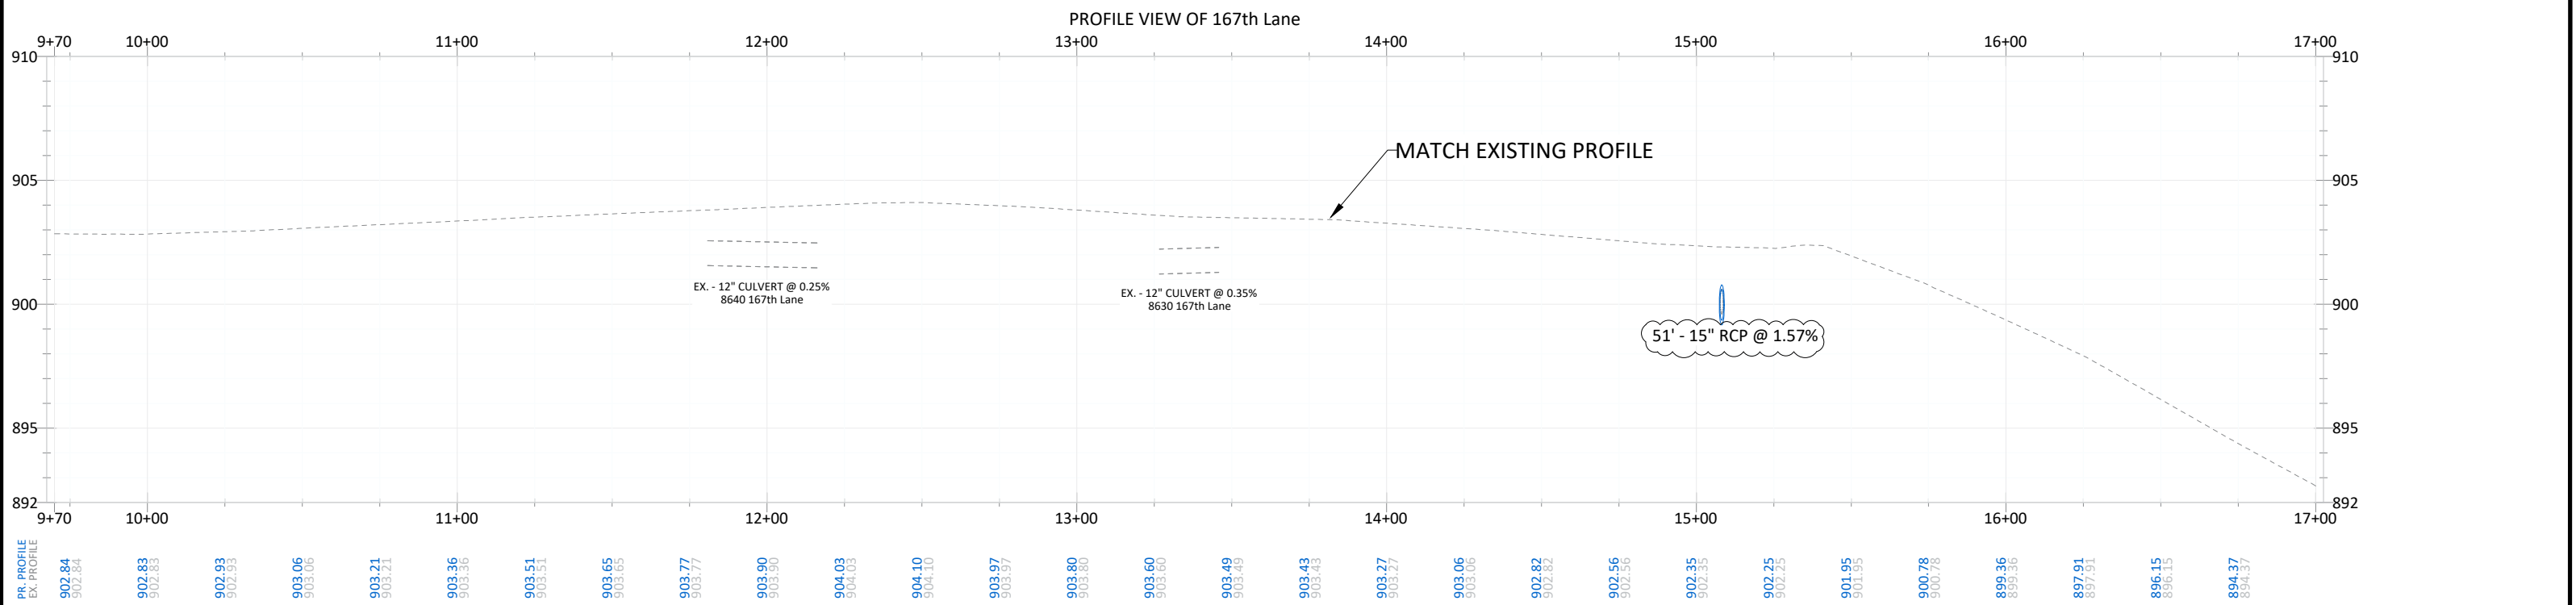 PROFILE VIEW OF 167th Lane
9+70 10+00 11+00 12+00 13+00 14+00 15+00 16+00 17+00
910 910
MATCH EXISTING PROFILE
905 905
EX. - 12" CULVERT @ 0.25%
8640 167th Lane
EX. - 12" CULVERT @ 0.35%
8630 167th Lane
900 900
51' - 15" RCP @ 1.57%
895 895
892 892
9+70 10+00 11+00 12+00 13+00 14+00 15+00 16+00 17+00
PR. PROFILE 902.84 902.83 902.93 903.06 903.21 903.36 903.51 903.65 903.77 903.90 904.03 904.10 903.97 903.80 903.60 903.49 903.43 903.27 903.06 902.82 902.56 902.35 902.25 901.95 900.78 899.36 897.91 896.15 894.37
EX. PROFILE 902.84 902.83 902.93 903.06 903.21 903.36 903.51 903.65 903.77 903.90 904.03 904.10 903.97 903.80 903.60 903.49 903.43 903.27 903.06 902.82 902.56 902.35 902.25 901.95 900.78 899.36 897.91 896.15 894.37